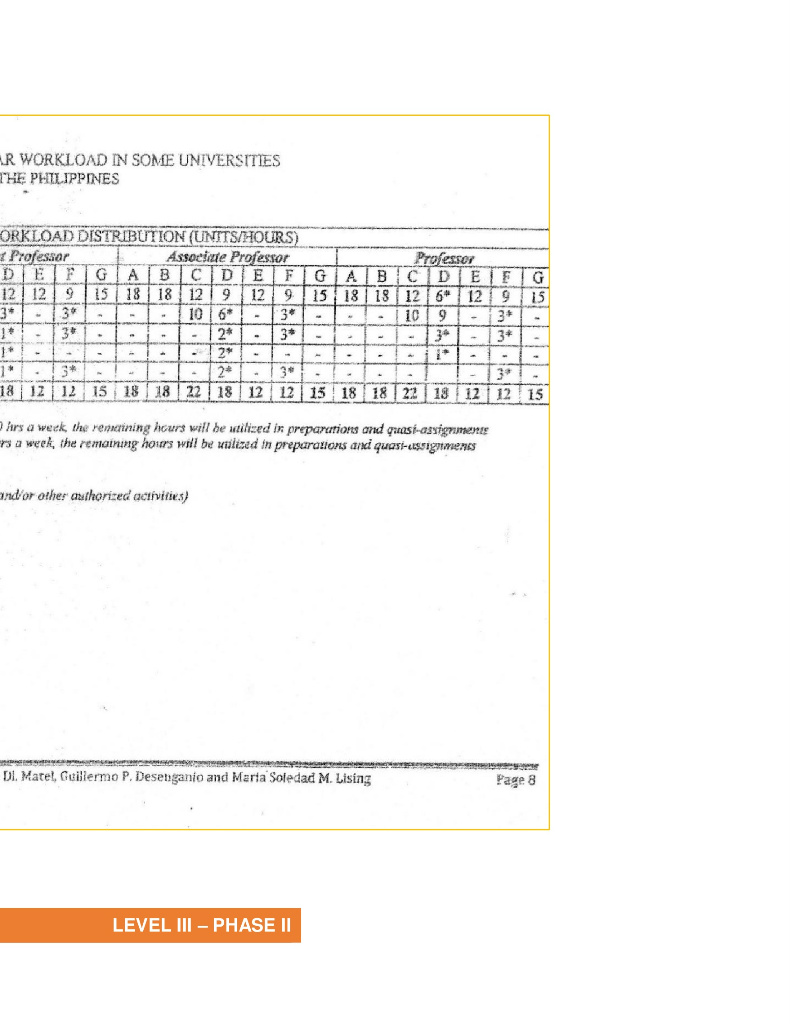 AR WORKLOAD IN SOME UNIVERSITIES
THE PHILIPPINES
ORKLOAD DISTRIBUTION (UNITS/HOURS)
t Professor Associate Professor Professor
D E F G A B C D E F G A B C D E F G
12 12 9 15 18 18 12 9 12 9 15 18 18 12 6* 12 9 15
3* - 3* - - - 10 6* - 3* - - - 10 9 - 3* -
1* - 3* - - - - 2* - 3* - - - - 3* - 3* -
1* - - - - - - 2* - - - - - - 1* - - -
1* - 3* - - - - 2* - 3* - - - - 3* -
18 12 12 15 18 18 22 18 12 12 15 18 18 22 18 12 12 15
0 hrs a week, the remaining hours will be utilized in preparations and quasi-assignments
rs a week, the remaining hours will be utilized in preparations and quasi-assignments
and/or other authorized activities)
Di. Matel, Guillermo P. Deseuganio and Maria Soledad M. Lising Page 8
LEVEL III – PHASE II